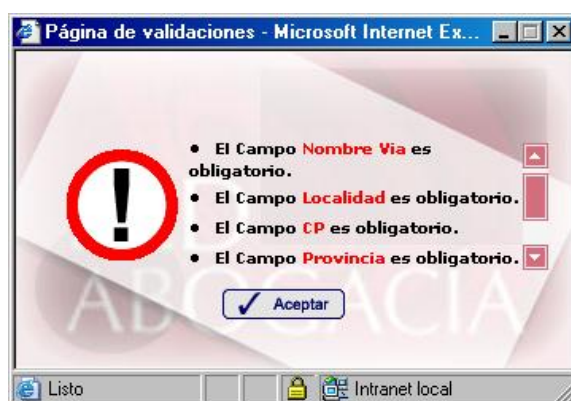 Página de validaciones - Microsoft Internet Ex...
• El Campo Nombre Via es
obligatorio.
• El Campo Localidad es obligatorio.
• El Campo CP es obligatorio.
• El Campo Provincia es obligatorio.
Aceptar
ABOGACIA
Listo
Intranet local